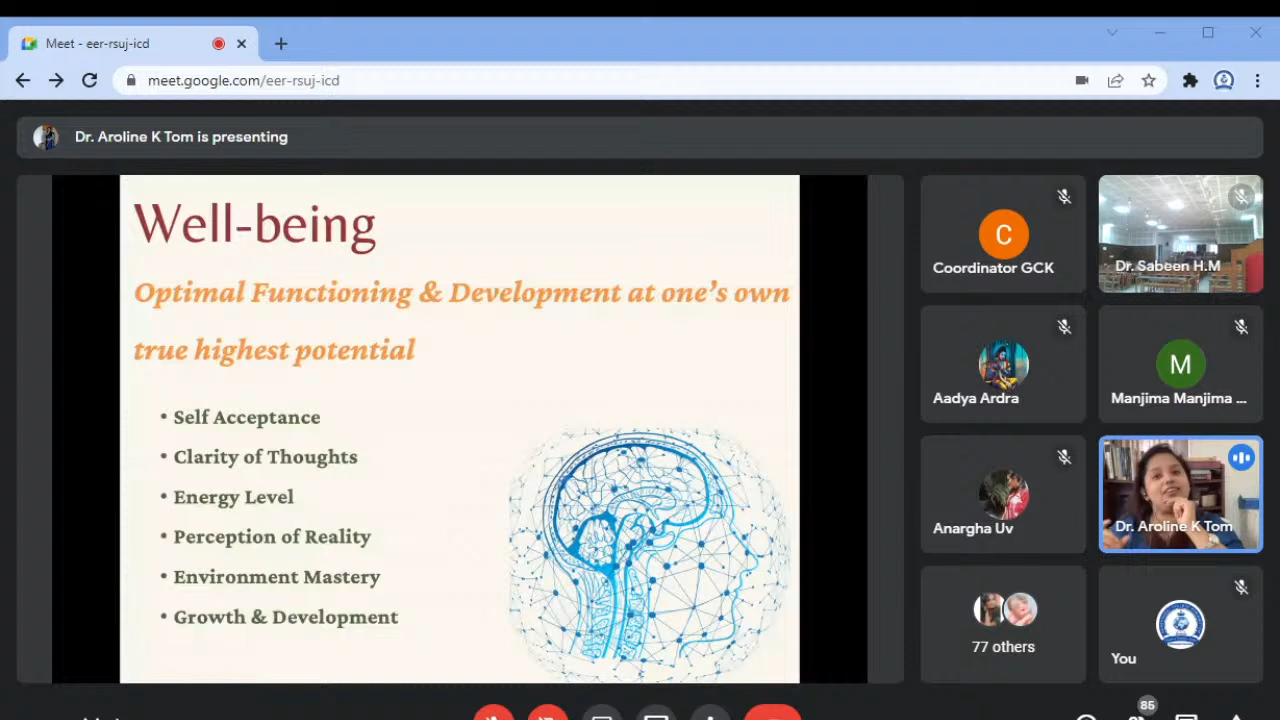 Meet - eer-rsuj-icd
meet.google.com/eer-rsuj-icd
Dr. Aroline K Tom is presenting
Well-being
Optimal Functioning & Development at one's own
true highest potential
• Self Acceptance
• Clarity of Thoughts
• Energy Level
• Perception of Reality
• Environment Mastery
• Growth & Development
C
Coordinator GCK
Dr. Sabeen H.M
Aadya Ardra
M
Manjima Manjima ...
Anargha Uv
Dr. Aroline K Tom
77 others
You
85